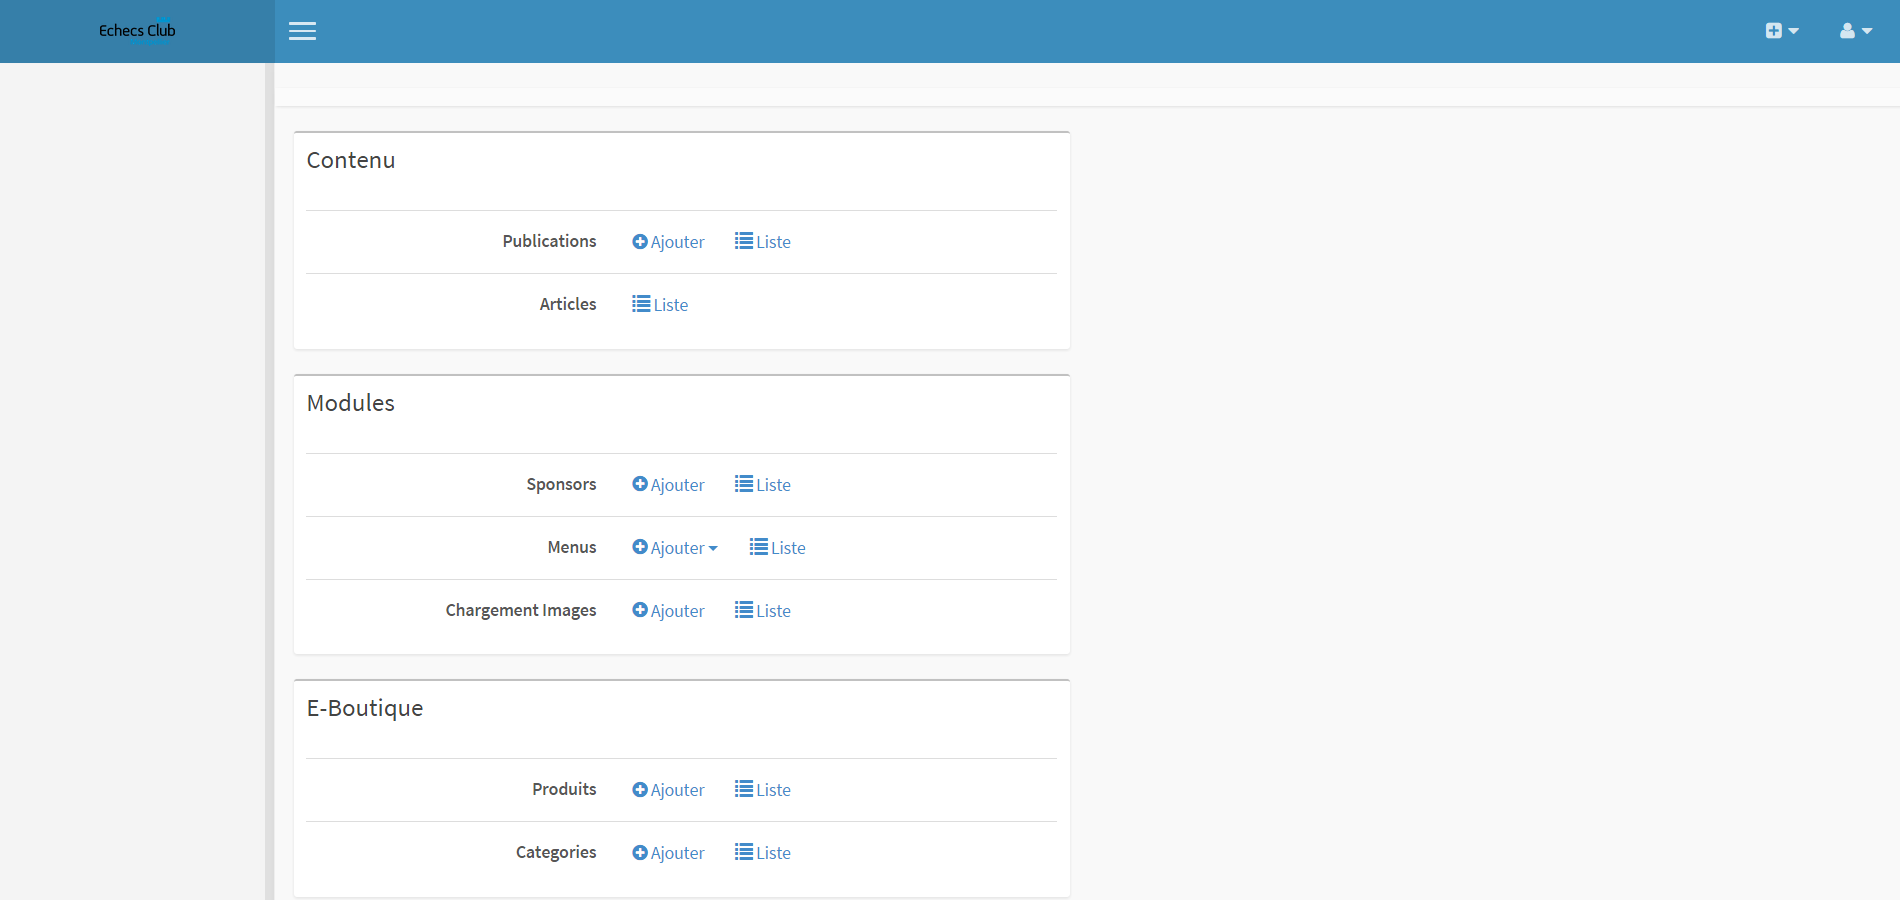 Echecs Club
Contenu
Publications Ajouter Liste
Articles Liste
Modules
Sponsors Ajouter Liste
Menus Ajouter Liste
Chargement Images Ajouter Liste
E-Boutique
Produits Ajouter Liste
Categories Ajouter Liste